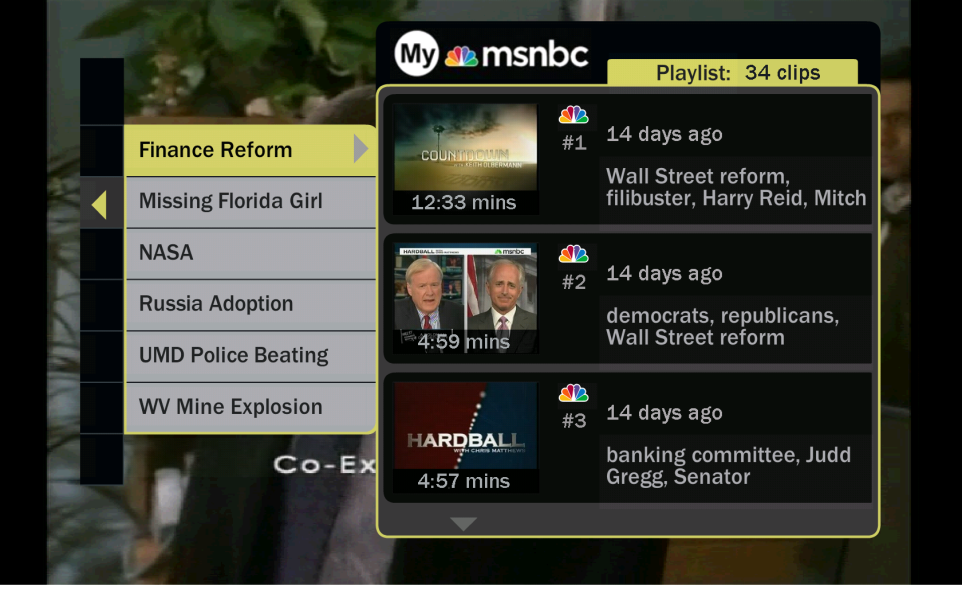 My msnbc
Playlist: 34 clips
Finance Reform
Missing Florida Girl
NASA
Russia Adoption
UMD Police Beating
WV Mine Explosion
COUNTDOWN
WITH KEITH OLBERMANN
12:33 mins
#1
14 days ago
Wall Street reform,
filibuster, Harry Reid, Mitch
HARDBALL
msnbc
4:59 mins
#2
14 days ago
democrats, republicans,
Wall Street reform
HARDBALL
WITH CHRIS MATTHEWS
4:57 mins
#3
14 days ago
banking committee, Judd
Gregg, Senator
Co-Ex